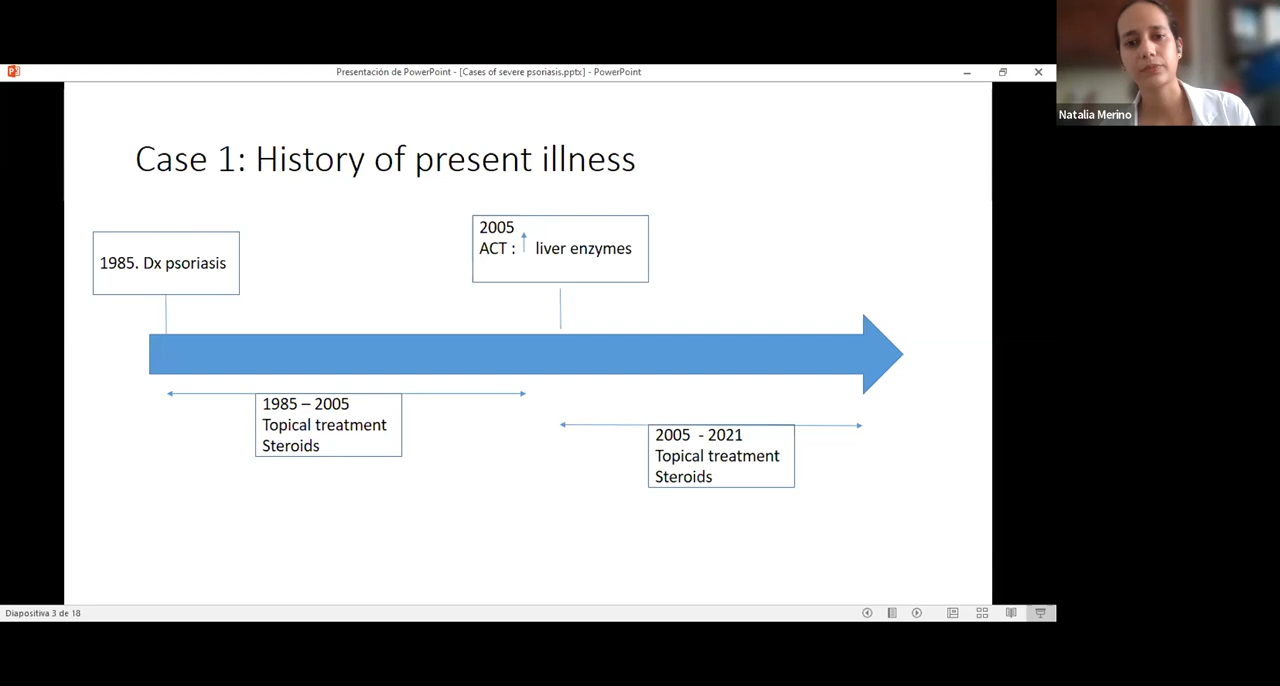 Presentación de PowerPoint - [Cases of severe psoriasis.pptx] - PowerPoint
Natalia Merino
Case 1: History of present illness
1985. Dx psoriasis
2005
ACT : ↑ liver enzymes
1985 – 2005
Topical treatment
Steroids
2005 - 2021
Topical treatment
Steroids
Diapositiva 3 de 18